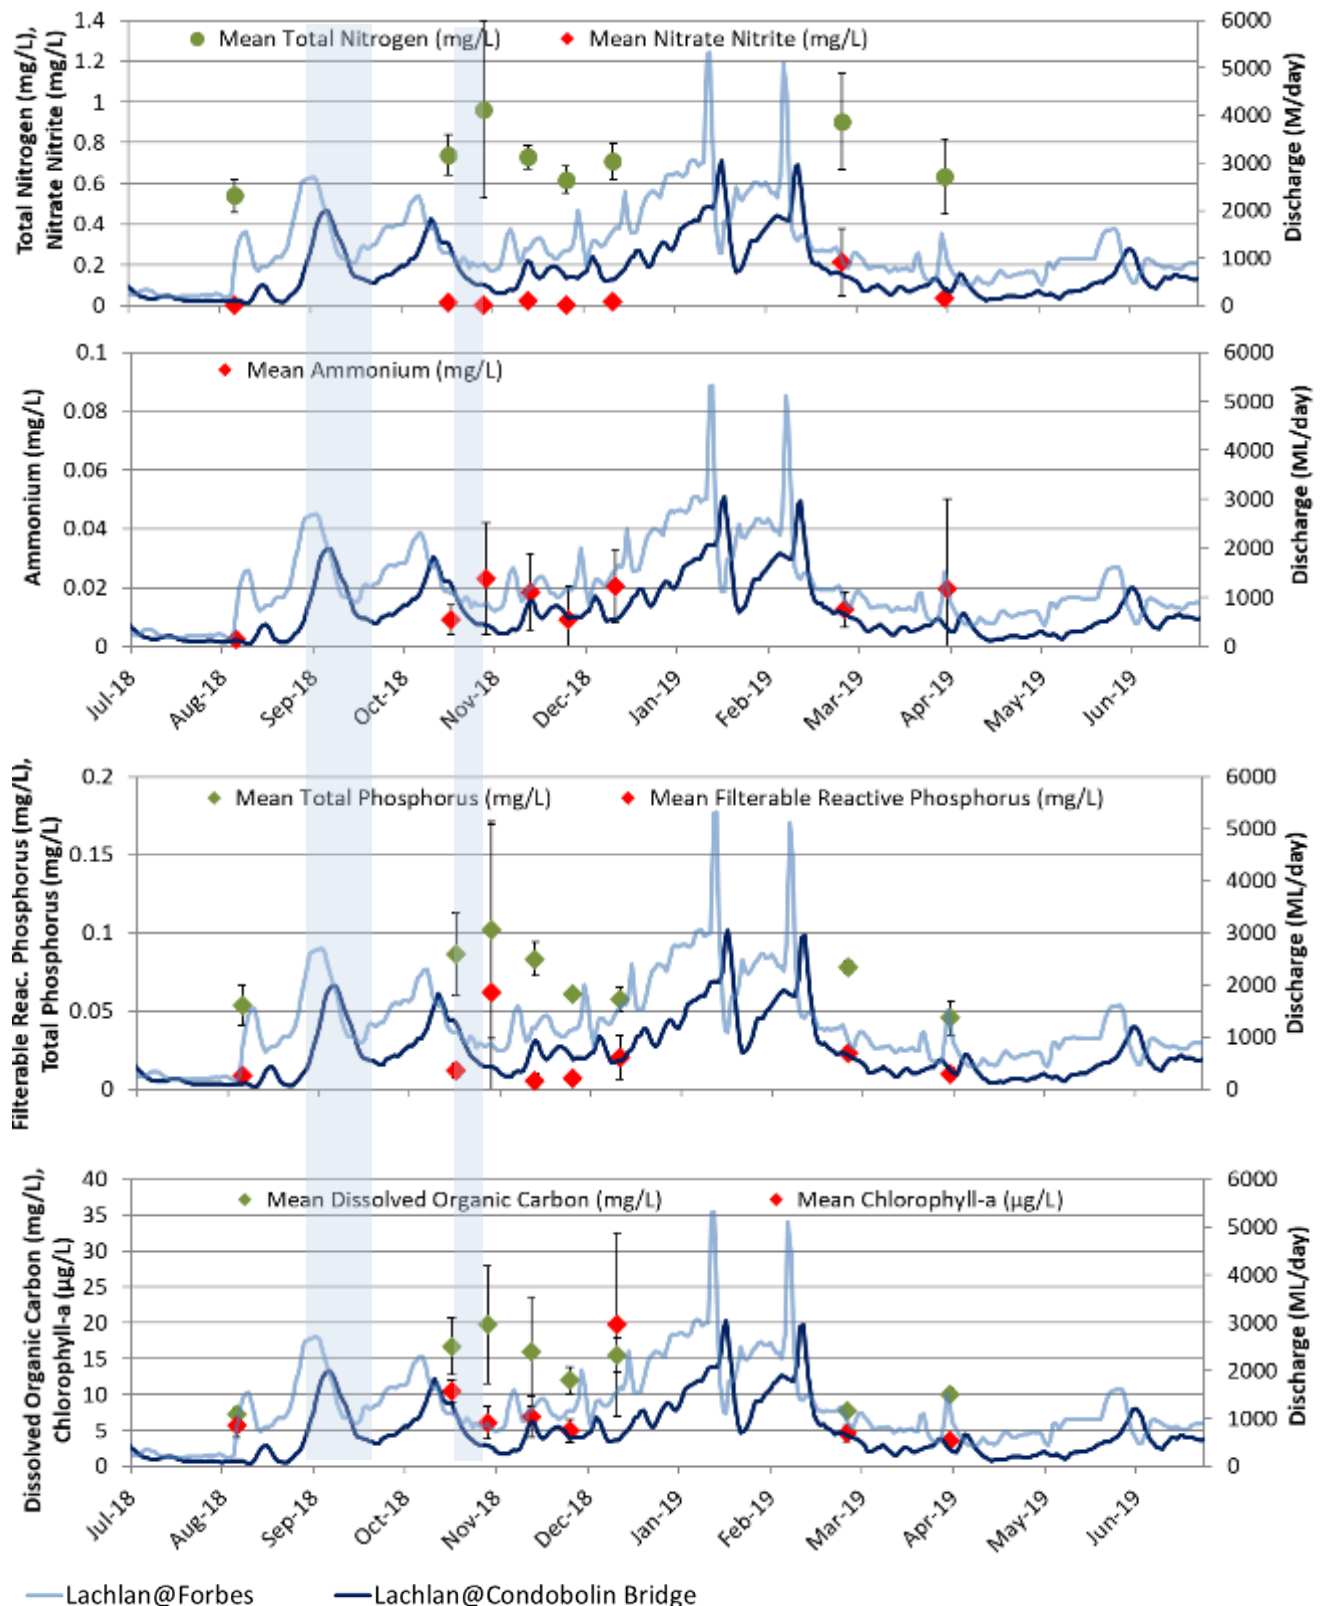 Total Nitrogen (mg/L),
Nitrate Nitrite (mg/L)
1.4
1.2
1
0.8
0.6
0.4
0.2
0
Mean Total Nitrogen (mg/L)
Mean Nitrate Nitrite (mg/L)
6000
5000
4000
3000
2000
1000
0
Discharge (M/day)
Ammonium (mg/L)
0.1
0.08
0.06
0.04
0.02
0
Mean Ammonium (mg/L)
6000
5000
4000
3000
2000
1000
0
Discharge (ML/day)
Jul-18
Aug-18
Sep-18
Oct-18
Nov-18
Dec-18
Jan-19
Feb-19
Mar-19
Apr-19
May-19
Jun-19
Filterable Reac. Phosphorus (mg/L),
Total Phosphorus (mg/L)
0.2
0.15
0.1
0.05
0
Mean Total Phosphorus (mg/L)
Mean Filterable Reactive Phosphorus (mg/L)
6000
5000
4000
3000
2000
1000
0
Discharge (ML/day)
Dissolved Organic Carbon (mg/L),
Chlorophyll-a (µg/L)
40
35
30
25
20
15
10
5
0
Mean Dissolved Organic Carbon (mg/L)
Mean Chlorophyll-a (µg/L)
6000
5000
4000
3000
2000
1000
0
Discharge (ML/day)
Jul-18
Aug-18
Sep-18
Oct-18
Nov-18
Dec-18
Jan-19
Feb-19
Mar-19
Apr-19
May-19
Jun-19
Lachlan@Forbes
Lachlan@Condobolin Bridge